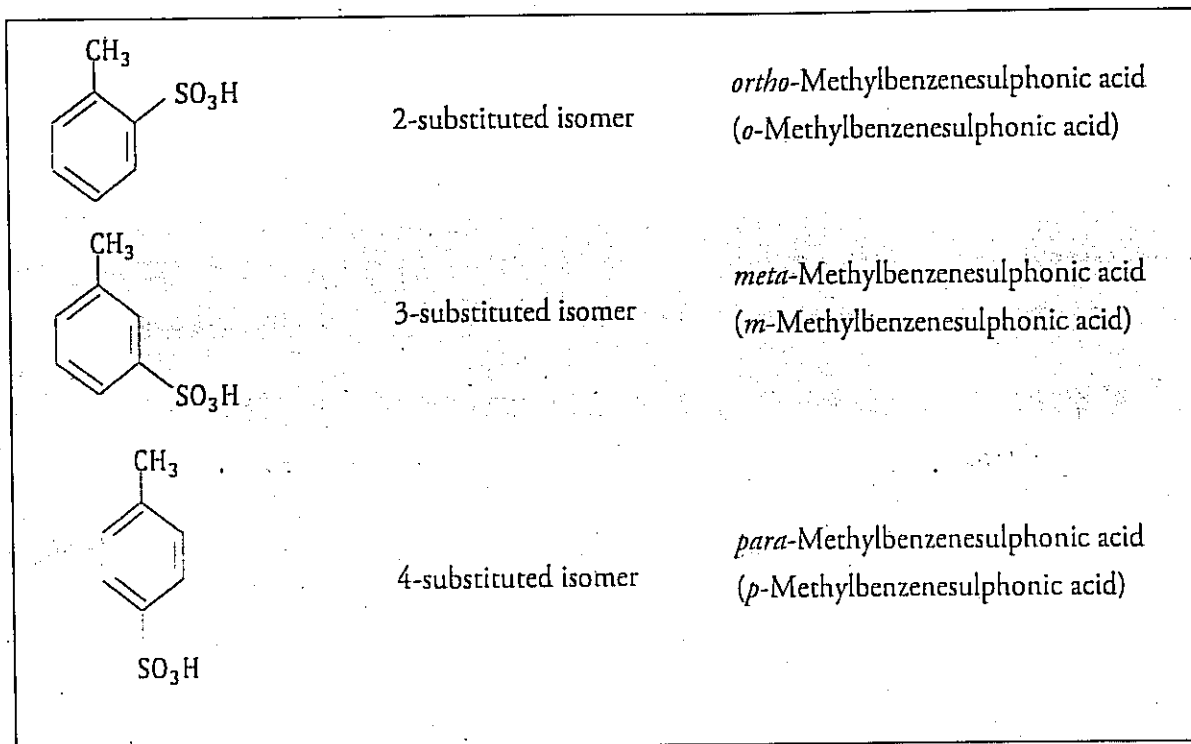 CH₃
SO₃H
2-substituted isomer
ortho-Methylbenzenesulphonic acid
(o-Methylbenzenesulphonic acid)
CH₃
SO₃H
3-substituted isomer
meta-Methylbenzenesulphonic acid
(m-Methylbenzenesulphonic acid)
CH₃
SO₃H
4-substituted isomer
para-Methylbenzenesulphonic acid
(p-Methylbenzenesulphonic acid)